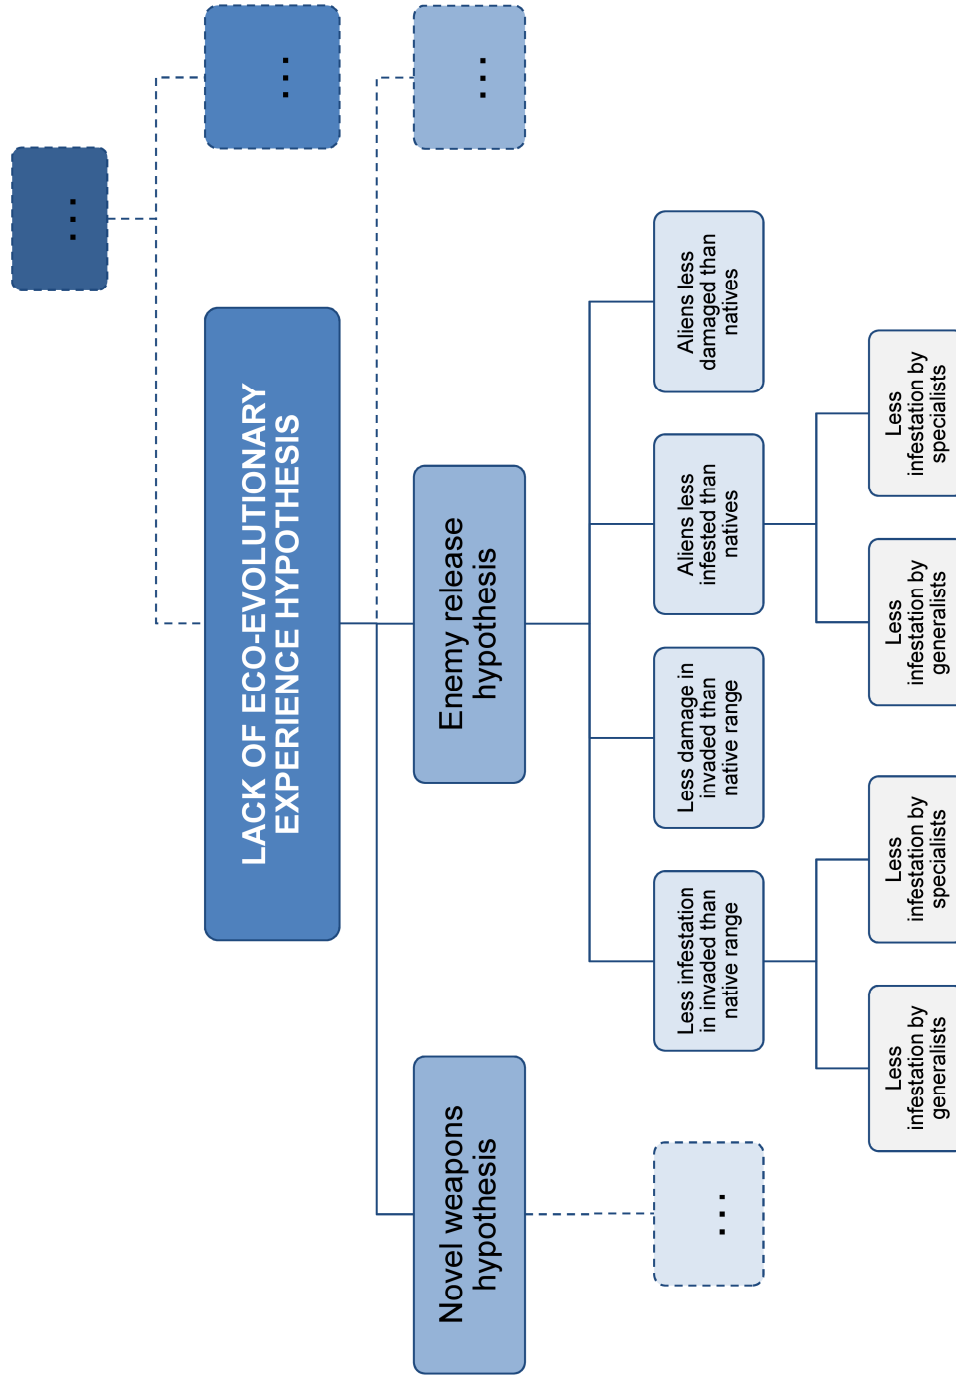 ...
LACK OF ECO-EVOLUTIONARY
EXPERIENCE HYPOTHESIS
...
Novel weapons
hypothesis
Enemy release
hypothesis
...
...
Less infestation
in invaded than
native range
Less damage in
invaded than
native range
Aliens less
infested than
natives
Aliens less
damaged than
natives
Less
infestation by
generalists
Less
infestation by
specialists
Less
infestation by
generalists
Less
infestation by
specialists